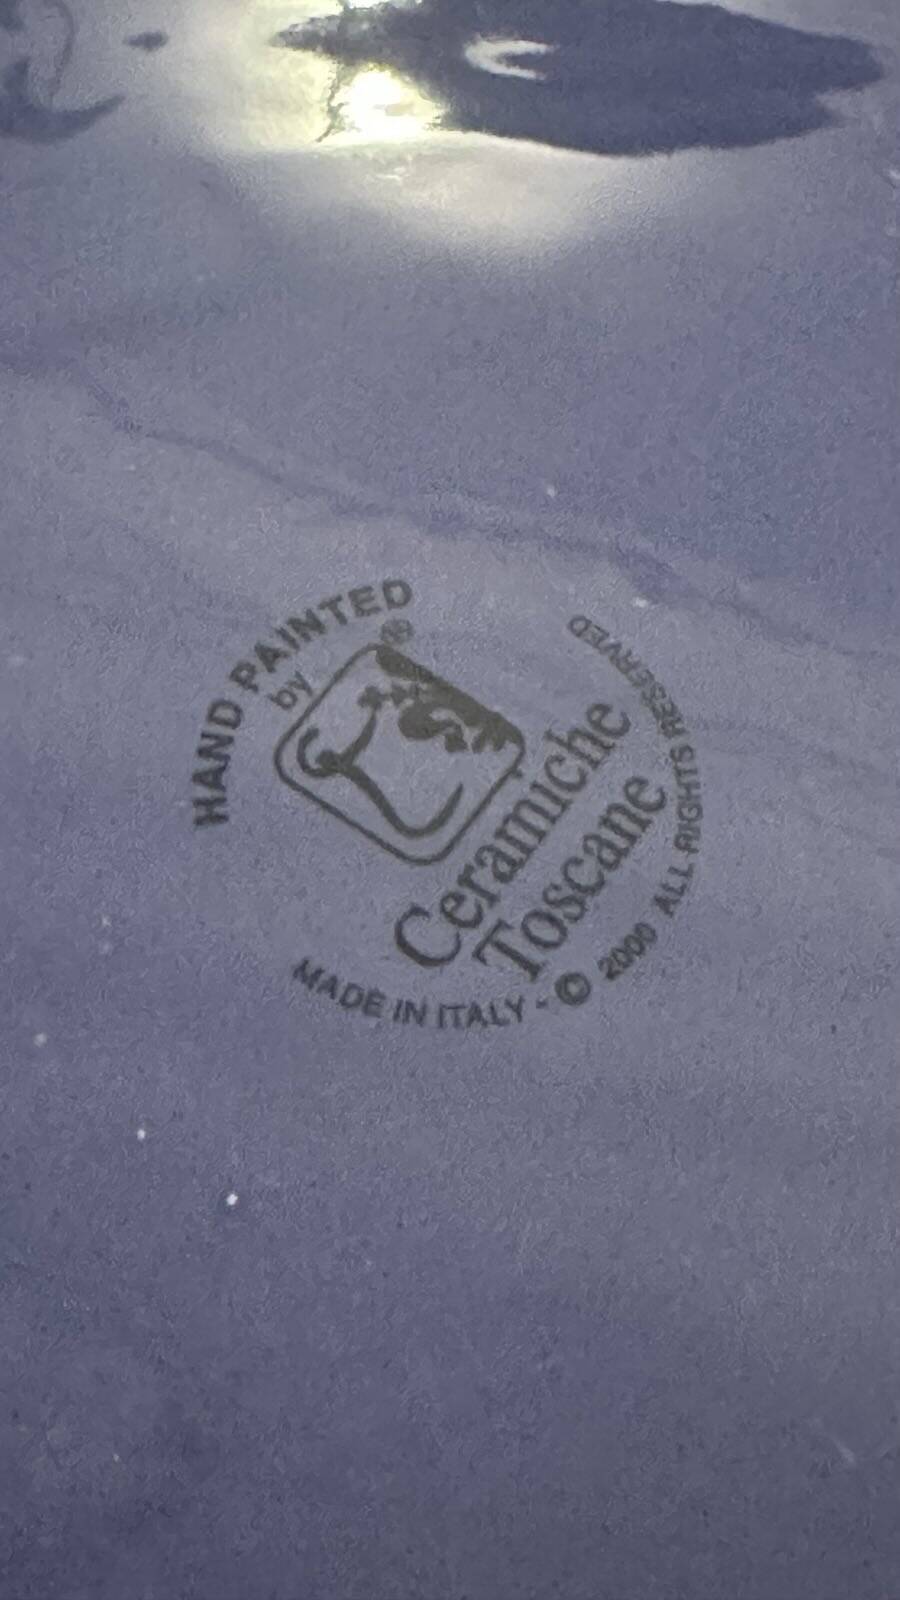 HAND PAINTED
by
®
Ceramiche
Toscane
MADE IN ITALY - © 2000 ALL RIGHTS RESERVED